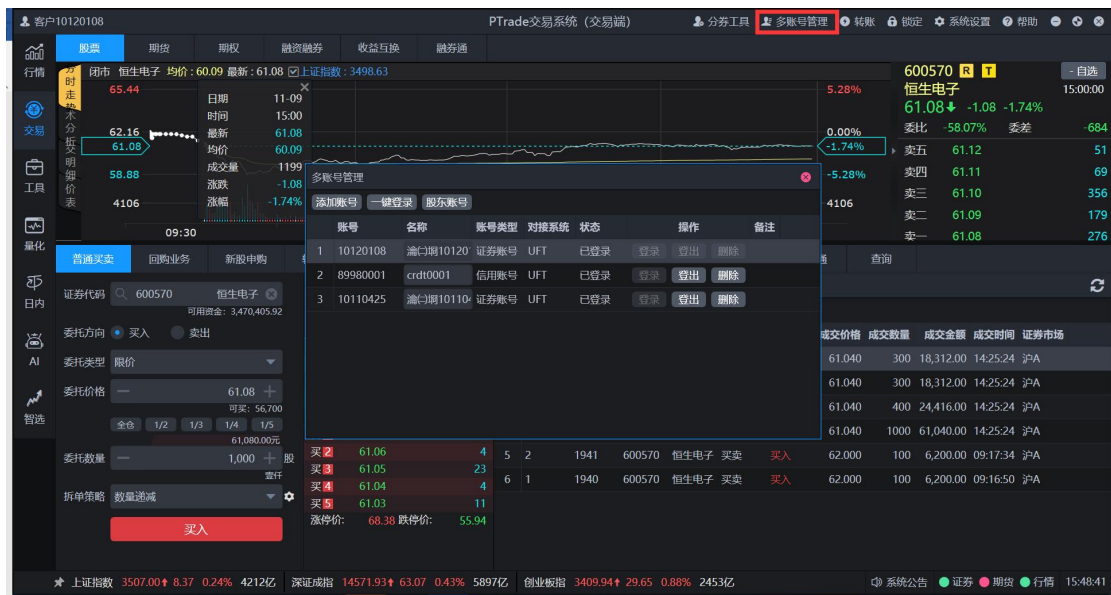 客户10120108 PTrade交易系统（交易端） 分券工具 多账号管理 转账 锁定 系统设置 帮助
行情 股票 期货 期权 融资融券 收益互换 融券通
闭市 恒生电子 均价：60.09 最新：61.08 上证指数：3498.63
分时走势
分析
交易
明细
价表
65.44
62.16
61.08
58.88
4106
09:30
日期 11-09
时间 15:00
最新 61.08
均价 60.09
成交量 1199
涨跌 -1.08
涨幅 -1.74%
5.28%
0.00%
-1.74%
-5.28%
4106
600570 R T - 自选
恒生电子 15:00:00
61.08 -1.08 -1.74%
委比 -58.07% 委差 -684
卖五 61.12 51
卖四 61.11 69
卖三 61.10 356
卖二 61.09 179
卖一 61.08 276
交易
工具
量化
日内
AI
智选
多账号管理
添加账号 一键登录 股东账号
账号 名称 账号类型 对接系统 状态 操作 备注
1 10120108 证券账号 UFT 已登录 登录 登出 删除
2 89980001 crdt0001 信用账号 UFT 已登录 登录 登出 删除
3 10110425 证券账号 UFT 已登录 登录 登出 删除
普通买卖 回购业务 新股申购 查询
证券代码 600570 恒生电子
可用资金：3,470,405.92
委托方向 买入 卖出
委托类型 限价
委托价格 61.08
可买：56,700
全仓 1/2 1/3 1/4 1/5
61,080.00元
委托数量 1,000 股
壹仟
拆单策略 数量递减
买入
买2 61.06 4
买3 61.05 23
买4 61.04 4
买5 61.03 11
涨停价: 68.38 跌停价: 55.94
成交价格 成交数量 成交金额 成交时间 证券市场
61.040 300 18,312.00 14:25:24 沪A
61.040 300 18,312.00 14:25:24 沪A
61.040 400 24,416.00 14:25:24 沪A
61.040 1000 61,040.00 14:25:24 沪A
5 2 1941 600570 恒生电子 买卖 买入 62.000 100 6,200.00 09:17:34 沪A
6 1 1940 600570 恒生电子 买卖 买入 62.000 100 6,200.00 09:16:50 沪A
上证指数 3507.00 8.37 0.24% 4212亿 深证成指 14571.93 63.07 0.43% 5897亿 创业板指 3409.94 29.65 0.88% 2453亿 系统公告 证券 期货 行情 15:48:41